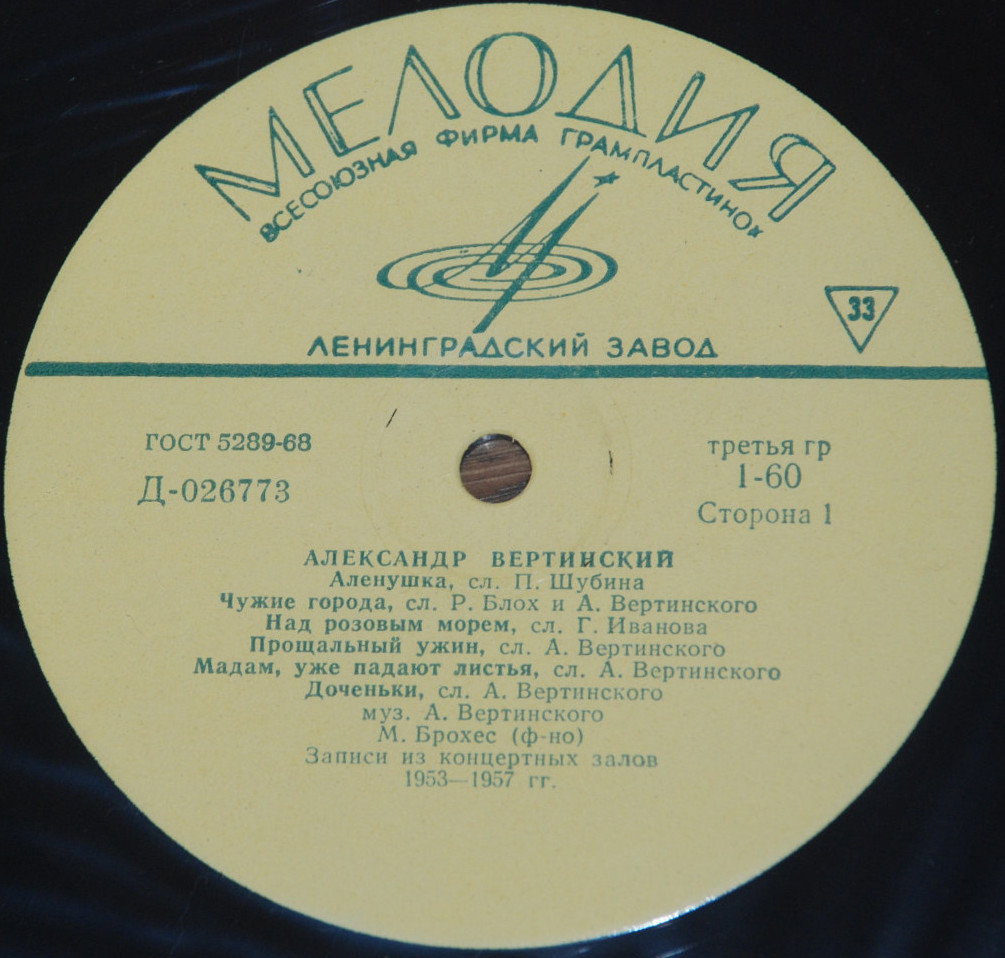 МЕЛОДИЯ
ВСЕСОЮЗНАЯ ФИРМА ГРАМПЛАСТИНОК
33
ЛЕНИНГРАДСКИЙ ЗАВОД
ГОСТ 5289-68
Д-026773
третья гр
1-60
Сторона 1
АЛЕКСАНДР ВЕРТИНСКИЙ
Аленушка, сл. П. Шубина
Чужие города, сл. Р. Блох и А. Вертинского
Над розовым морем, сл. Г. Иванова
Прощальный ужин, сл. А. Вертинского
Мадам, уже падают листья, сл. А. Вертинского
Доченьки, сл. А. Вертинского
муз. А. Вертинского
М. Брохес (ф-но)
Записи из концертных залов
1953—1957 гг.